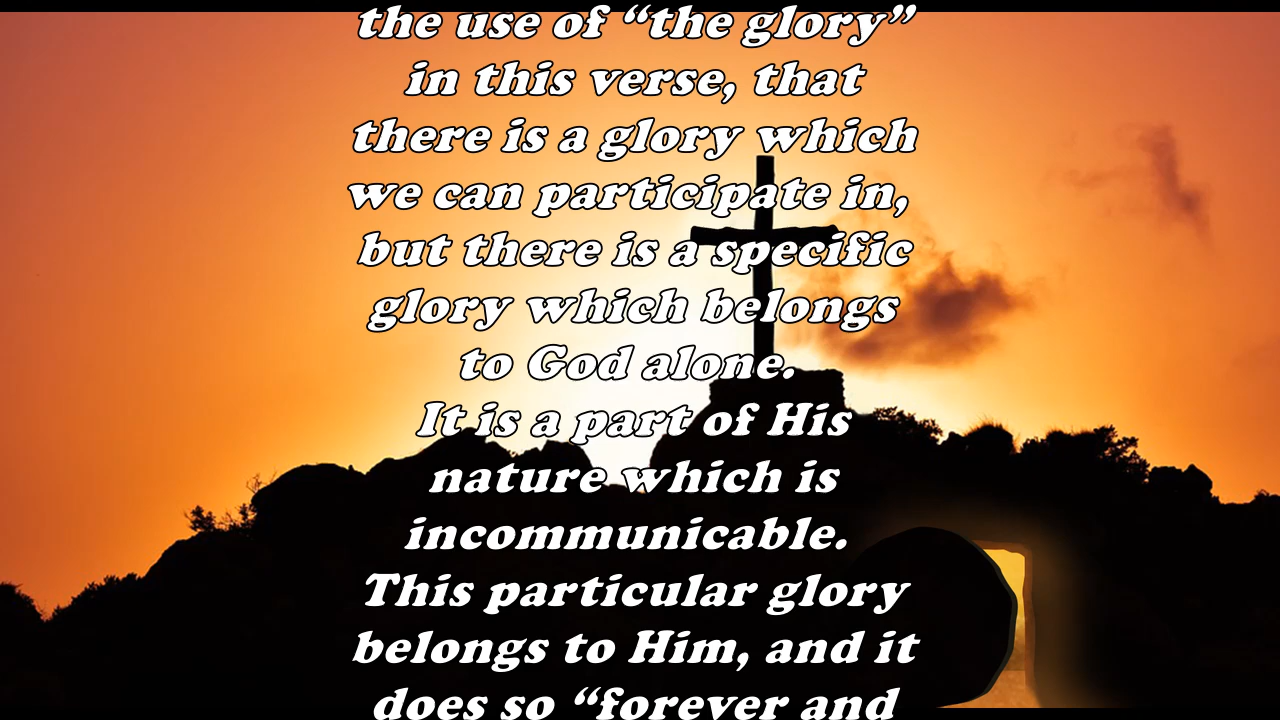 the use of “the glory”
in this verse, that
there is a glory which
we can participate in,
but there is a specific
glory which belongs
to God alone.
It is a part of His
nature which is
incommunicable.
This particular glory
belongs to Him, and it
does so “forever and